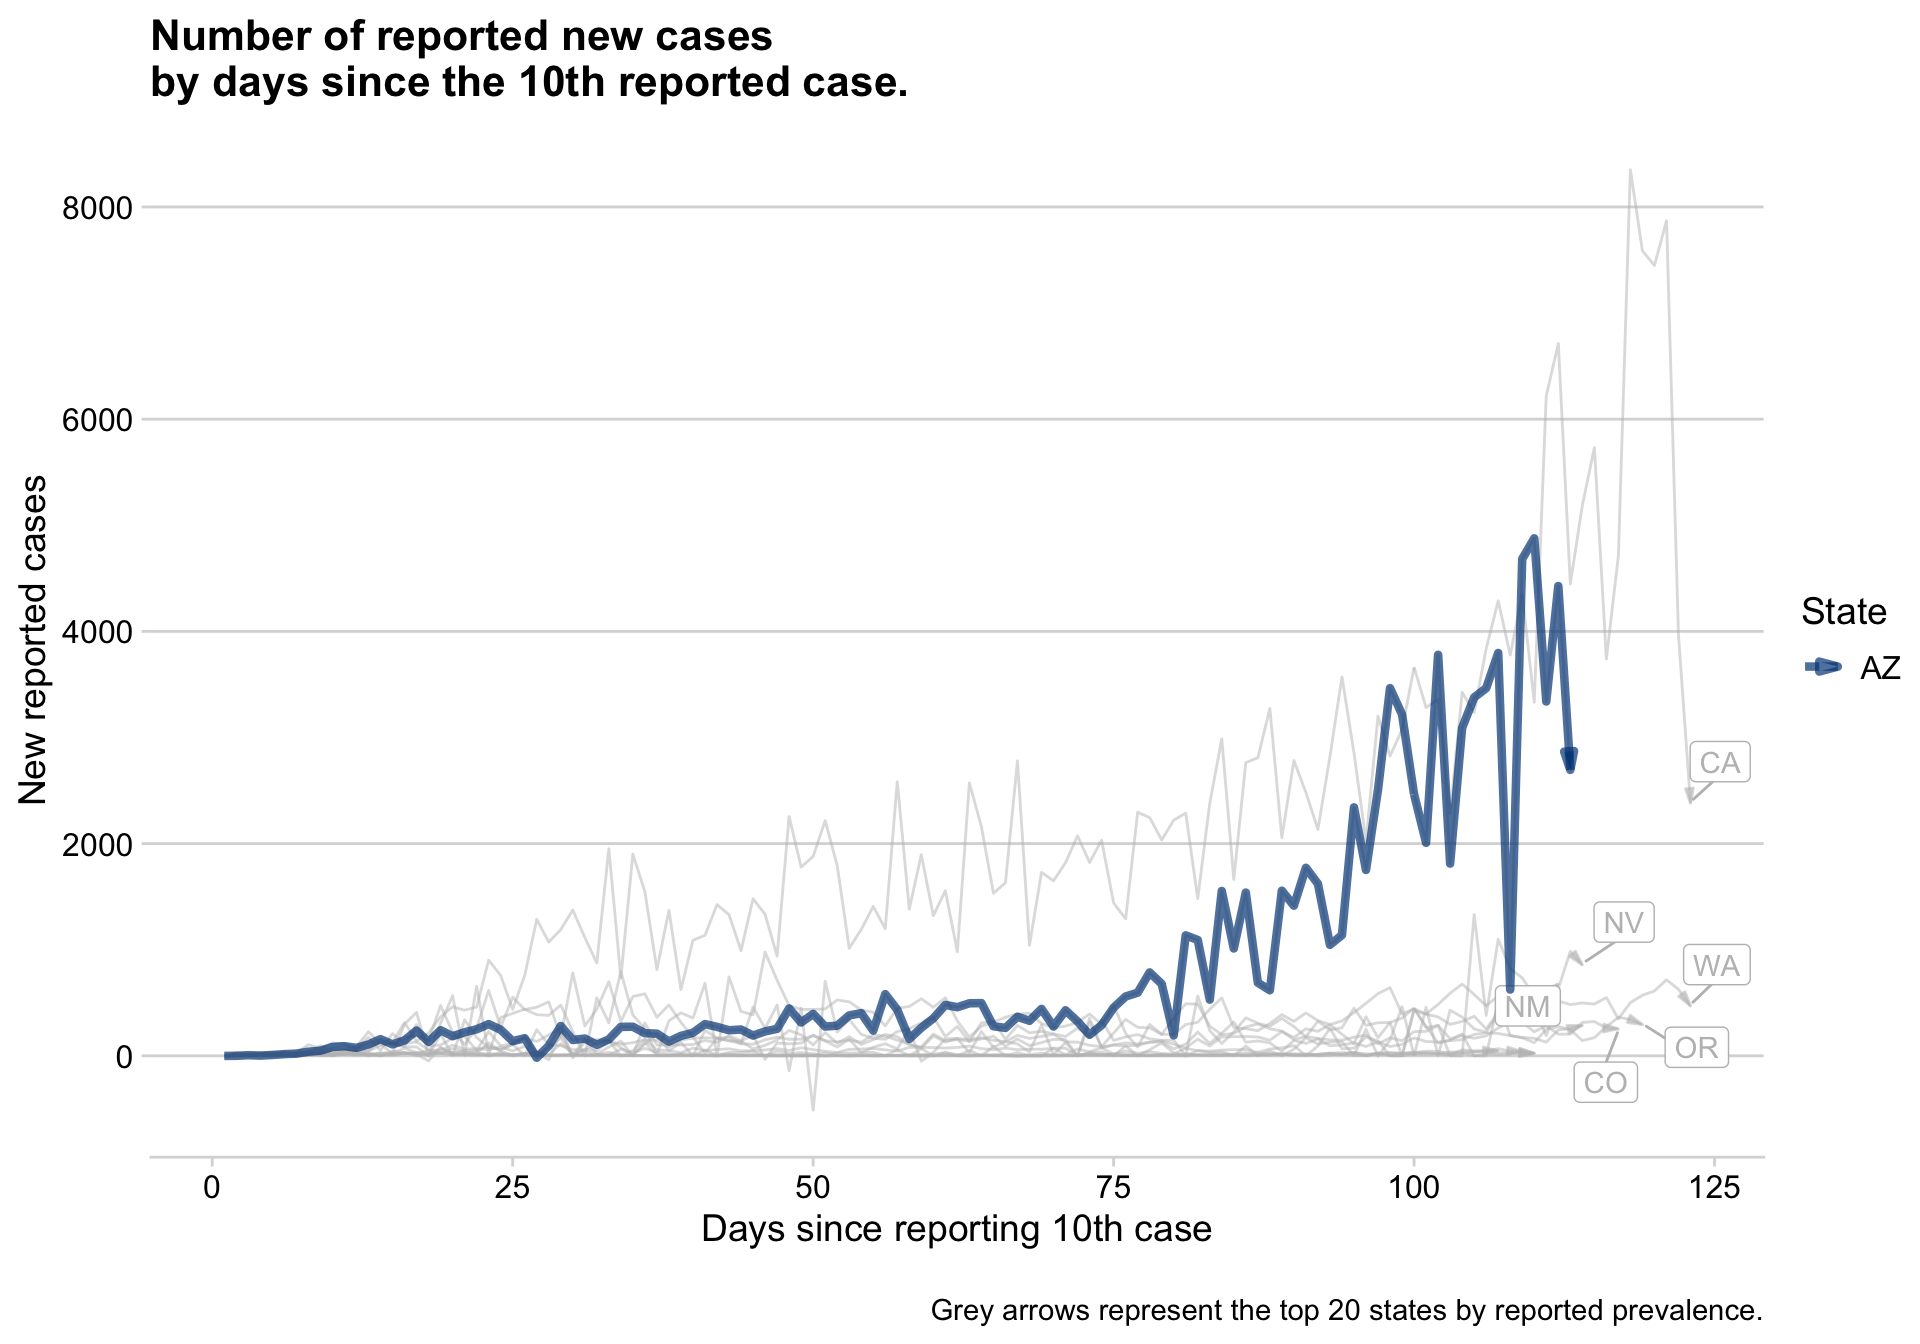 Number of reported new cases
by days since the 10th reported case.
8000
6000
4000
2000
0
New reported cases
0
25
50
75
100
125
Days since reporting 10th case
CA
NV
WA
NM
OR
CO
State
AZ
Grey arrows represent the top 20 states by reported prevalence.